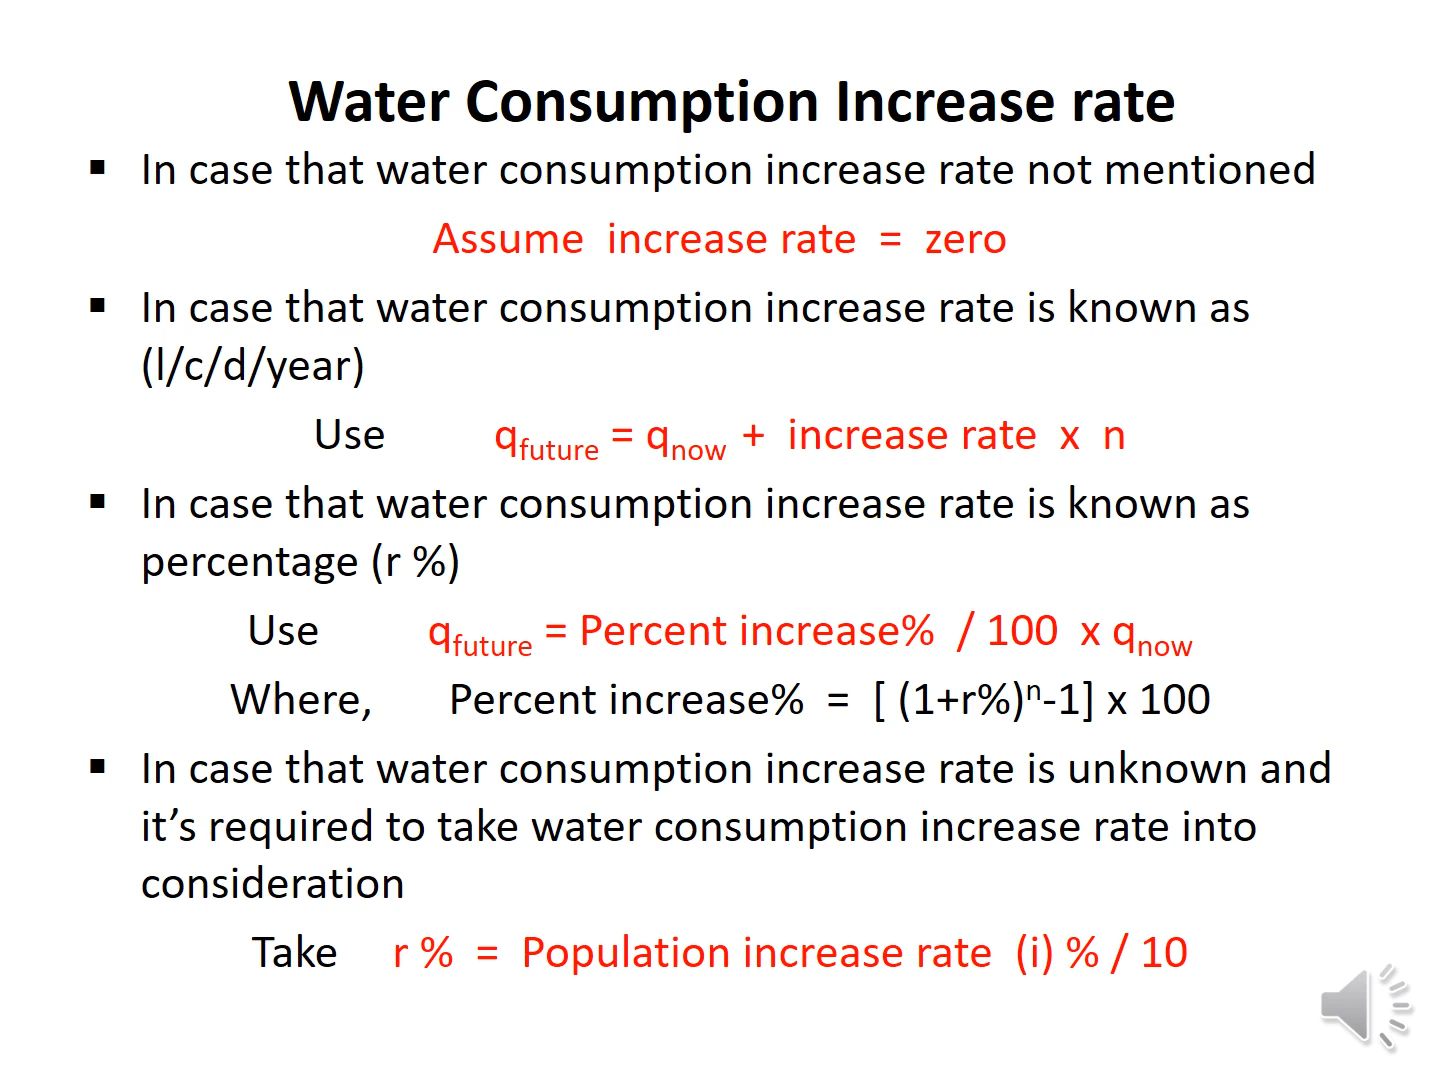 Water Consumption Increase rate
▪ In case that water consumption increase rate not mentioned
Assume increase rate = zero
▪ In case that water consumption increase rate is known as
(l/c/d/year)
Use q_future = q_now + increase rate x n
▪ In case that water consumption increase rate is known as
percentage (r %)
Use q_future = Percent increase% / 100 x q_now
Where, Percent increase% = [ (1+r%)^n-1] x 100
▪ In case that water consumption increase rate is unknown and
it’s required to take water consumption increase rate into
consideration
Take r % = Population increase rate (i) % / 10